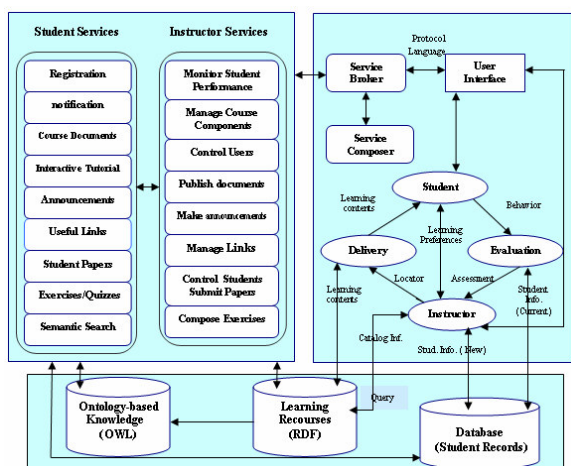 Student Services
Registration
notification
Course Documents
Interactive Tutorial
Announcements
Useful Links
Student Papers
Exercises/Quizzes
Semantic Search
Instructor Services
Monitor Student
Performance
Manage Course
Components
Control Users
Publish documents
Make announcements
Manage Links
Control Students
Submit Papers
Compose Exercises
Protocol
Language
Service
Broker
User
Interface
Service
Composer
Student
Learning
contents
Behavior
Learning
Preferences
Delivery
Evaluation
Learning
contents
Locator
Assessment
Student
Info.
(Current)
Instructor
Catalog Inf.
Stud. Info. ( New)
Ontology-based
Knowledge
(OWL)
Learning
Recourses
(RDF)
Query
Database
(Student Records)